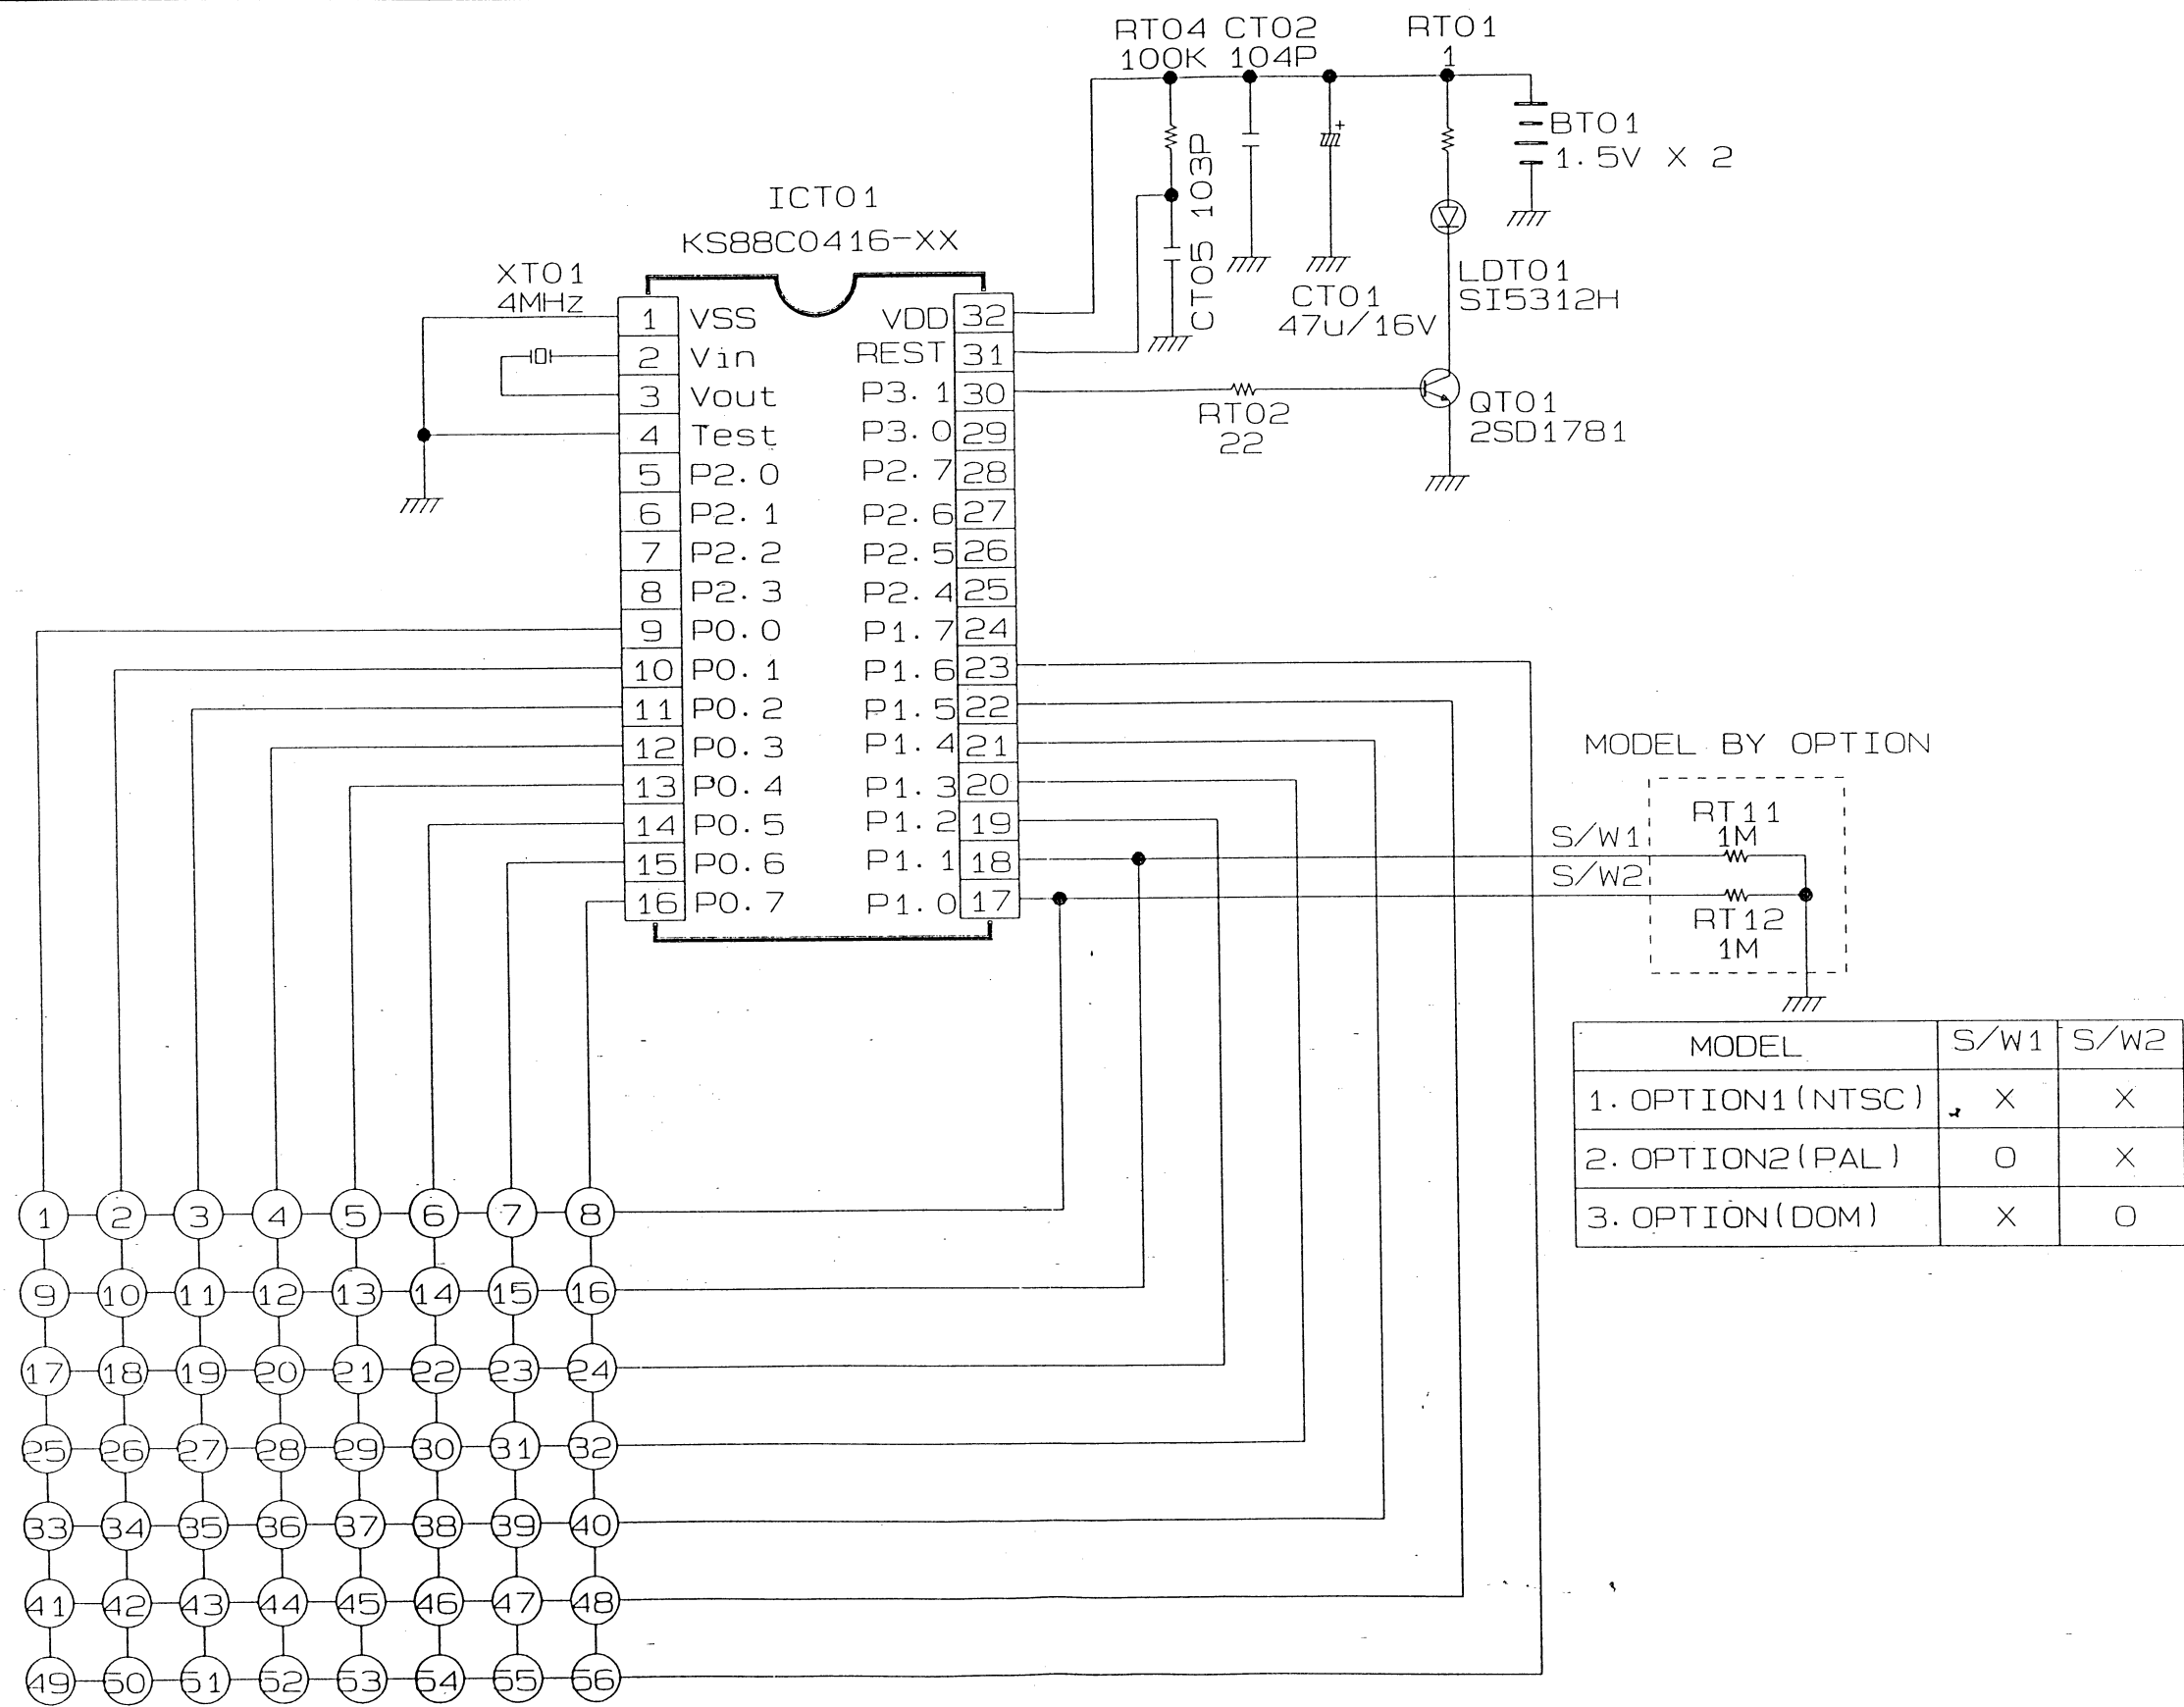 RT04 CT02 RT01
100K 104P 1
BT01
1.5V X 2
CT05 103P
ICT01
KS88C0416-XX
XT01
4MHz
LDT01
SI5312H
CT01
47u/16V
RT02
22
QT01
2SD1781
1 VSS VDD 32
2 Vin REST 31
3 Vout P3.1 30
4 Test P3.0 29
5 P2.0 P2.7 28
6 P2.1 P2.6 27
7 P2.2 P2.5 26
8 P2.3 P2.4 25
9 P0.0 P1.7 24
10 P0.1 P1.6 23
11 P0.2 P1.5 22
12 P0.3 P1.4 21
13 P0.4 P1.3 20
14 P0.5 P1.2 19
15 P0.6 P1.1 18
16 P0.7 P1.0 17
MODEL BY OPTION
RT11
1M
S/W1
S/W2
RT12
1M
MODEL S/W1 S/W2
1. OPTION1(NTSC) X X
2. OPTION2(PAL) O X
3. OPTION(DOM) X O
1 2 3 4 5 6 7 8
9 10 11 12 13 14 15 16
17 18 19 20 21 22 23 24
25 26 27 28 29 30 31 32
33 34 35 36 37 38 39 40
41 42 43 44 45 46 47 48
49 50 51 52 53 54 55 56